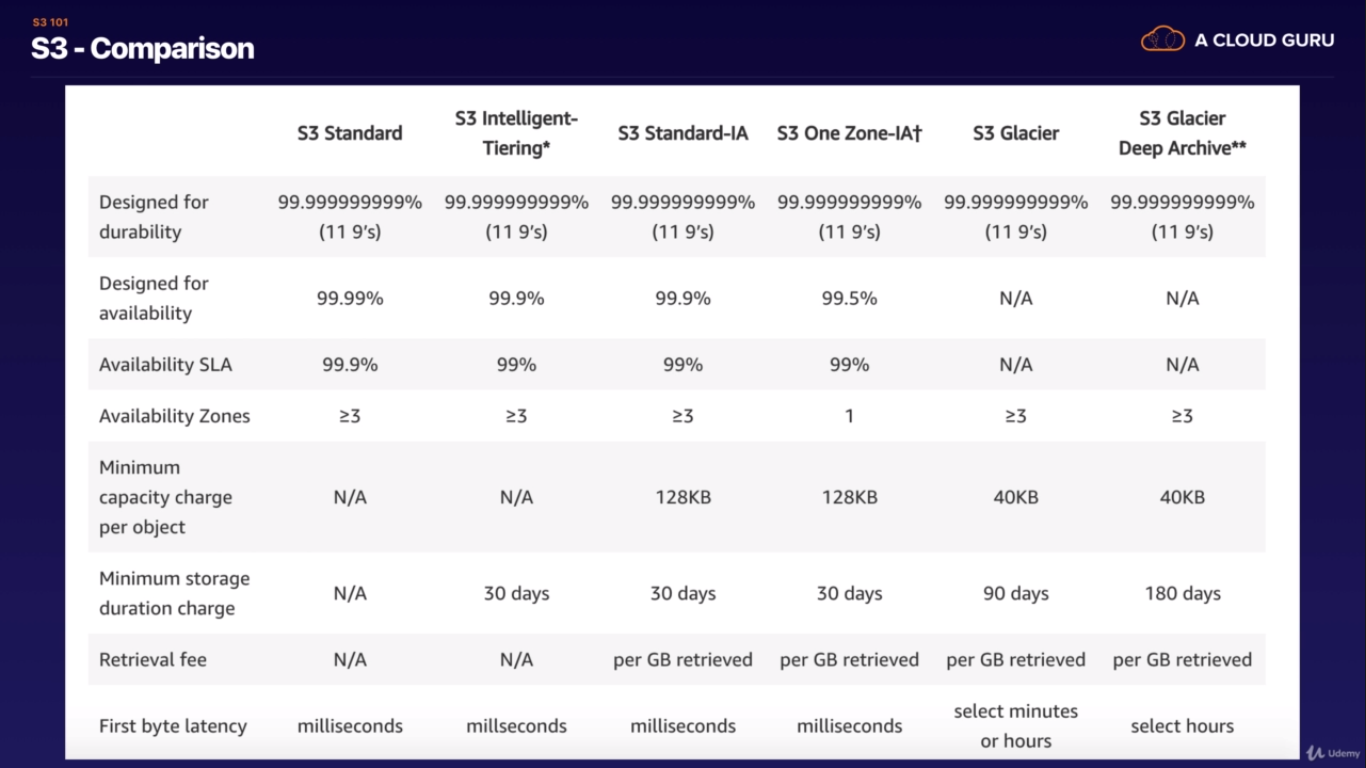 S3 101
S3 - Comparison
A CLOUD GURU
S3 Standard
S3 Intelligent-
Tiering*
S3 Standard-IA
S3 One Zone-IA†
S3 Glacier
S3 Glacier
Deep Archive**
Designed for
durability
99.999999999%
(11 9's)
99.999999999%
(11 9's)
99.999999999%
(11 9's)
99.999999999%
(11 9's)
99.999999999%
(11 9's)
99.999999999%
(11 9's)
Designed for
availability
99.99%
99.9%
99.9%
99.5%
N/A
N/A
Availability SLA
99.9%
99%
99%
99%
N/A
N/A
Availability Zones
≥3
≥3
≥3
1
≥3
≥3
Minimum
capacity charge
per object
N/A
N/A
128KB
128KB
40KB
40KB
Minimum storage
duration charge
N/A
30 days
30 days
30 days
90 days
180 days
Retrieval fee
N/A
N/A
per GB retrieved
per GB retrieved
per GB retrieved
per GB retrieved
First byte latency
milliseconds
millseconds
milliseconds
milliseconds
select minutes
or hours
select hours
Udemy